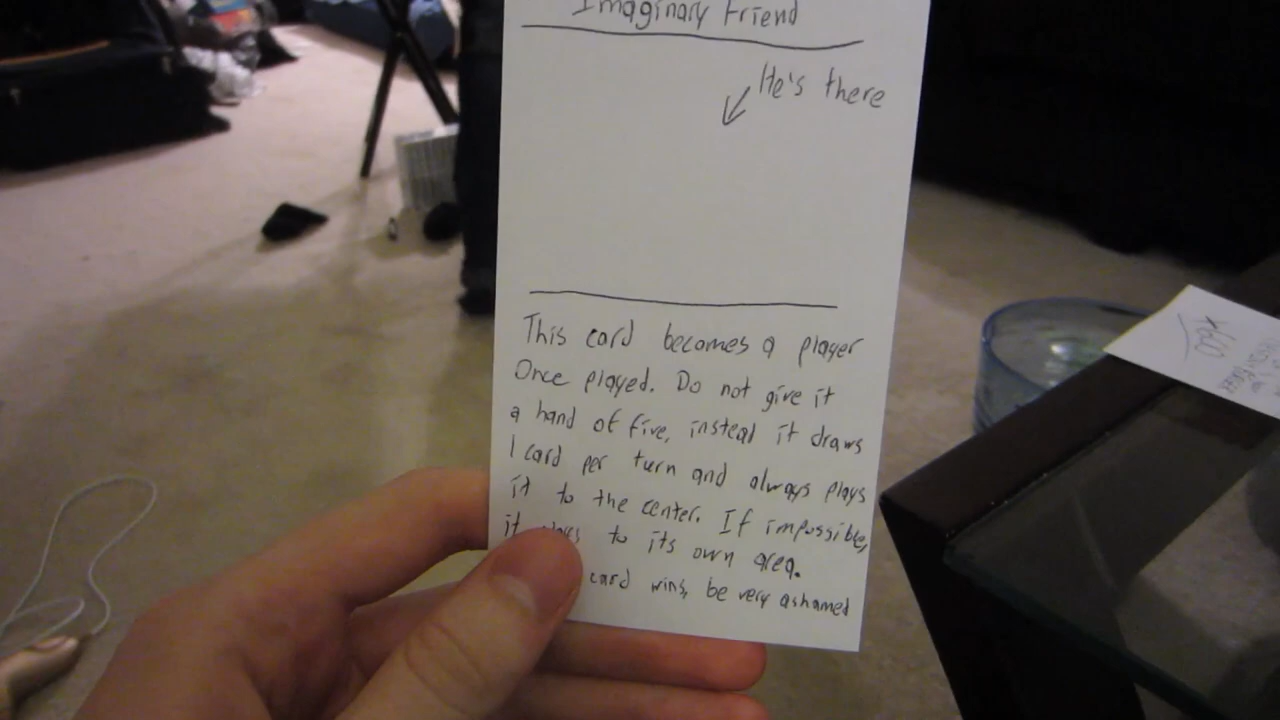 Imaginary Friend
He's there
This card becomes a player
Once played. Do not give it
a hand of five, instead it draws
1 card per turn and always plays
it to the center. If impossible,
it to its own area.
card wins, be very ashamed